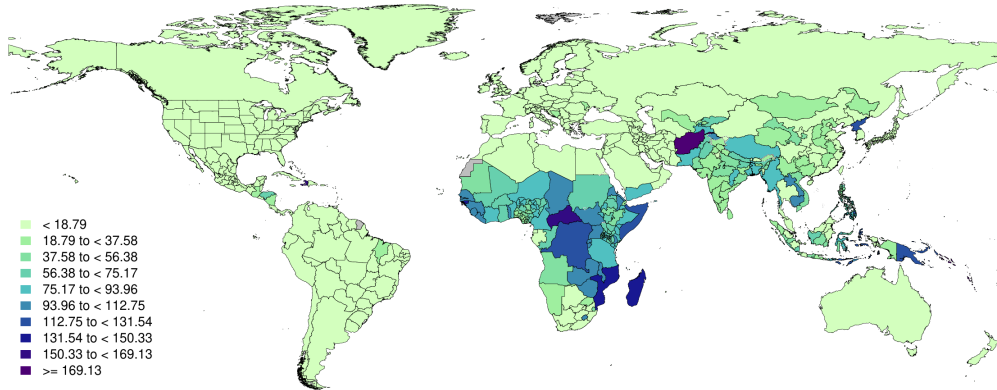 < 18.79
18.79 to < 37.58
37.58 to < 56.38
56.38 to < 75.17
75.17 to < 93.96
93.96 to < 112.75
112.75 to < 131.54
131.54 to < 150.33
150.33 to < 169.13
>= 169.13